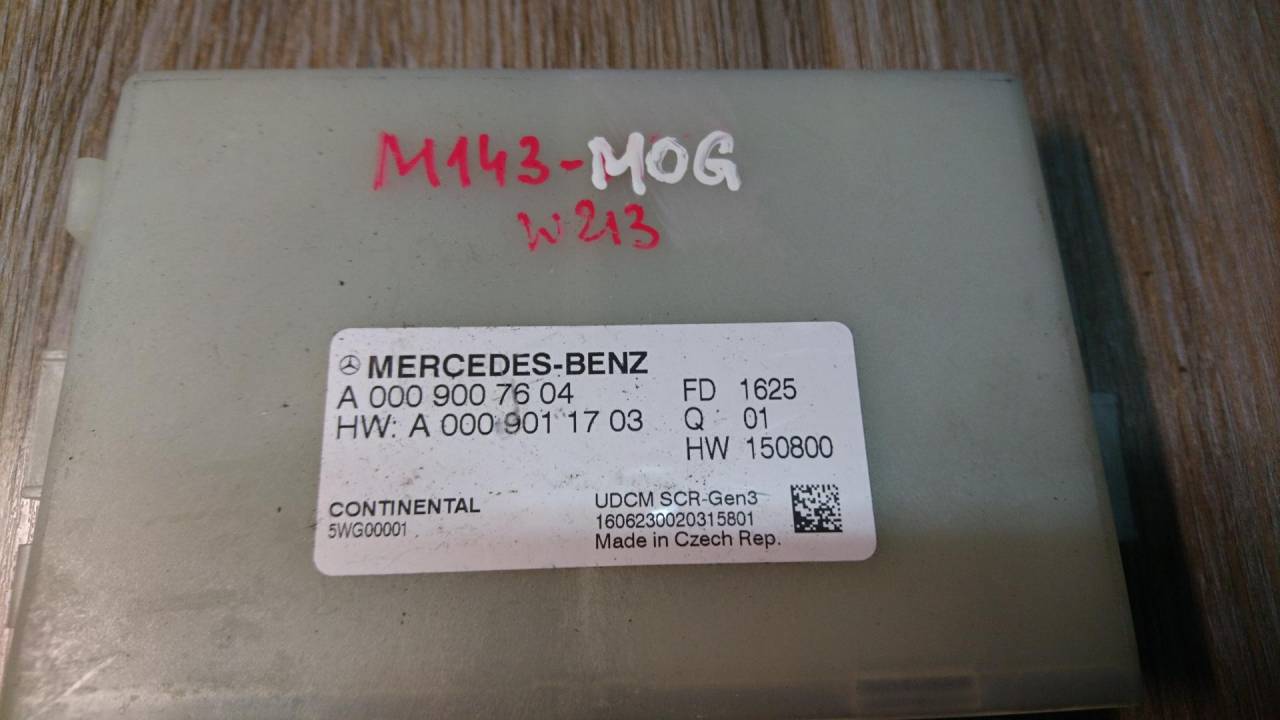 M143-MOG
W213
MERCEDES-BENZ
A 000 900 76 04
HW: A 000 901 17 03
FD 1625
Q 01
HW 150800
CONTINENTAL
5WG00001
UDCM SCR-Gen3
1606230020315801
Made in Czech Rep.